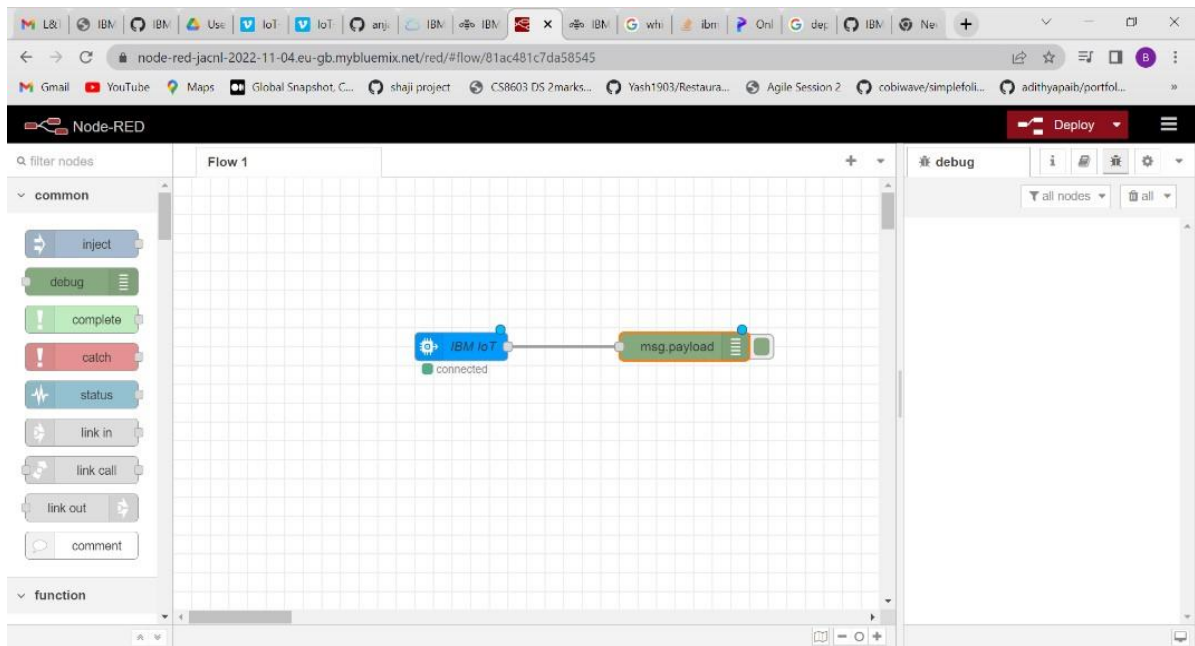 L& IBM IBM Use IoT- IoT anj IBM IBM IBM whi ibm Onl dep IBM Ne
node-red-jacnl-2022-11-04.eu-gb.mybluemix.net/red/#flow/81ac481c7da58545 B
Gmail YouTube Maps Global Snapshot, C... shaji project CS8603 DS 2marks... Yash1903/Restaura... Agile Session 2 cobiwave/simplefoli... adithyapaib/portfol... »
Node-RED Deploy
filter nodes Flow 1 debug i
common all nodes all
inject
debug
complete
IBM IoT msg.payload
catch connected
status
link in
link call
link out
comment
function